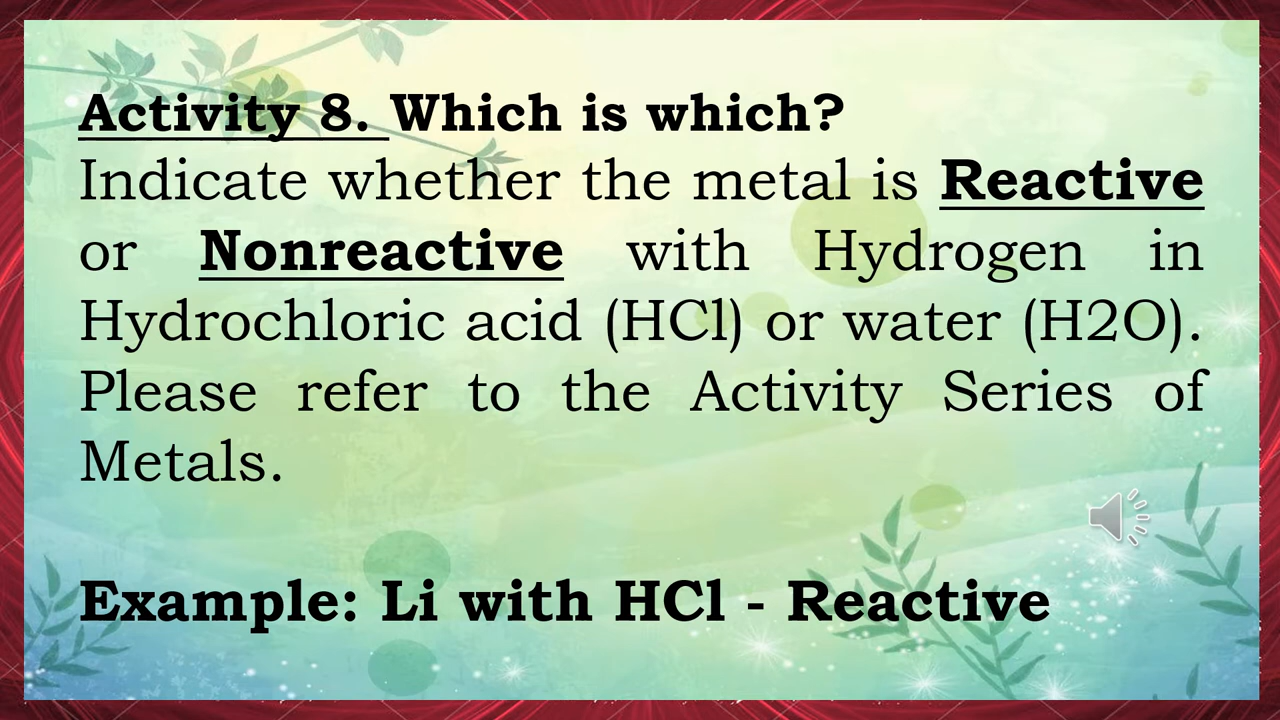 Activity 8. Which is which?
Indicate whether the metal is Reactive
or Nonreactive with Hydrogen in
Hydrochloric acid (HCl) or water (H2O).
Please refer to the Activity Series of
Metals.
Example: Li with HCl - Reactive